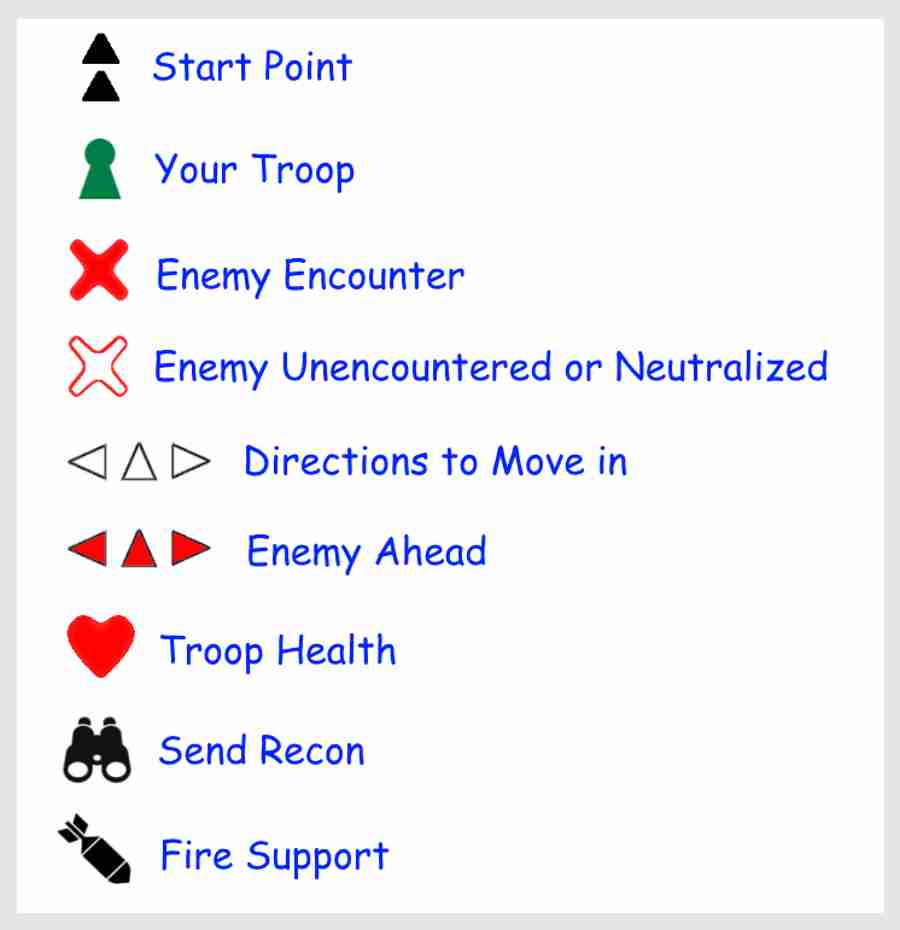 Start Point
Your Troop
Enemy Encounter
Enemy Unencountered or Neutralized
Directions to Move in
Enemy Ahead
Troop Health
Send Recon
Fire Support